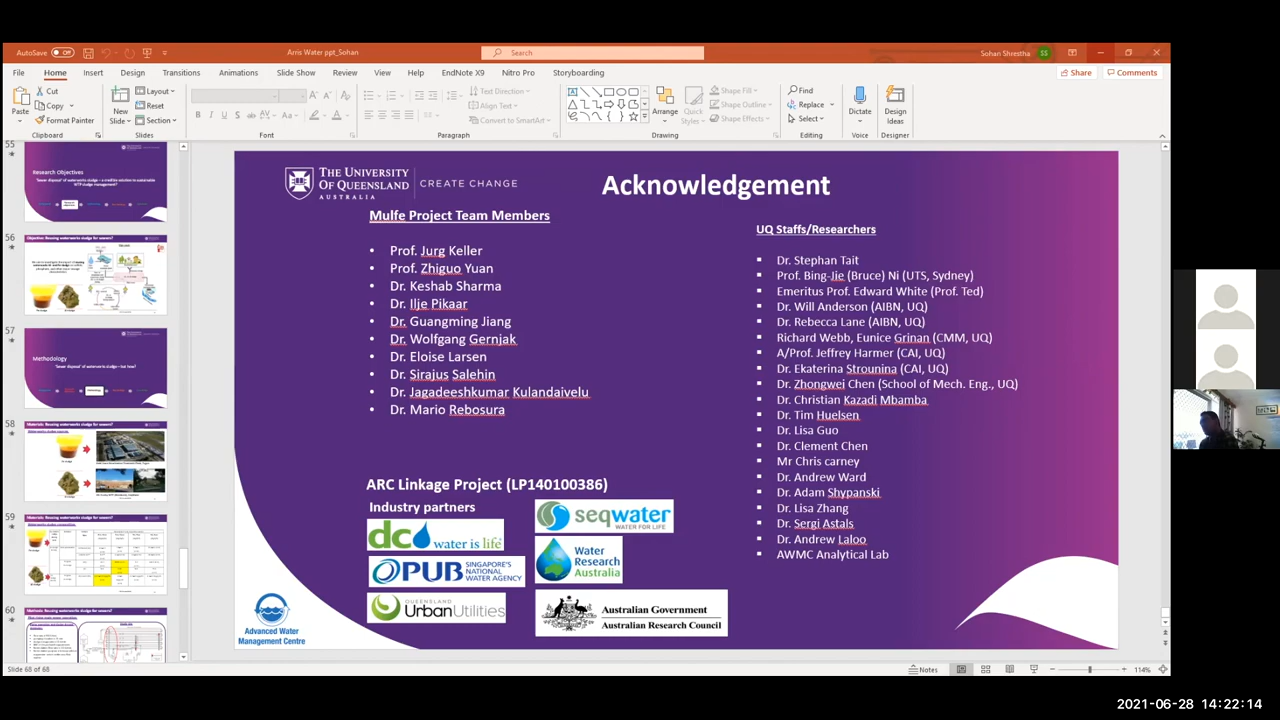 AutoSave Off
Arris Water ppt_Sohan
Search
Sohan Shrestha
SS
File Home Insert Design Transitions Animations Slide Show Review View Help EndNote X9 Nitro Pro Storyboarding
Share Comments
Paste
Cut
Copy
Format Painter
Clipboard
New Slide
Layout
Reset
Section
Slides
Font
Text Direction
Align Text
Convert to SmartArt
Paragraph
Arrange
Quick Styles
Shape Fill
Shape Outline
Shape Effects
Drawing
Find
Replace
Select
Editing
Dictate
Voice
Design Ideas
Designer
55
Research Objectives
56
57
Methodology
58
59
60
THE UNIVERSITY
OF QUEENSLAND
AUSTRALIA
CREATE CHANGE
Acknowledgement
Mulfe Project Team Members
• Prof. Jurg Keller
• Prof. Zhiguo Yuan
• Dr. Keshab Sharma
• Dr. Ilje Pikaar
• Dr. Guangming Jiang
• Dr. Wolfgang Gernjak
• Dr. Eloise Larsen
• Dr. Sirajus Salehin
• Dr. Jagadeeshkumar Kulandaivelu
• Dr. Mario Rebosura
UQ Staffs/Researchers
▪ Dr. Stephan Tait
▪ Prof. Bing-Jie (Bruce) Ni (UTS, Sydney)
▪ Emeritus Prof. Edward White (Prof. Ted)
▪ Dr. Will Anderson (AIBN, UQ)
▪ Dr. Rebecca Lane (AIBN, UQ)
▪ Richard Webb, Eunice Grinan (CMM, UQ)
▪ A/Prof. Jeffrey Harmer (CAI, UQ)
▪ Dr. Ekaterina Strounina (CAI, UQ)
▪ Dr. Zhongwei Chen (School of Mech. Eng., UQ)
▪ Dr. Christian Kazadi Mbamba
▪ Dr. Tim Huelsen
▪ Dr. Lisa Guo
▪ Dr. Clement Chen
▪ Mr Chris carney
▪ Dr. Andrew Ward
▪ Dr. Adam Shypanski
▪ Dr. Lisa Zhang
▪ Dr. Sergi Astals
▪ Dr. Andrew Laloo
▪ AWMC Analytical Lab
ARC Linkage Project (LP140100386)
Industry partners
dc water is life
seqwater
WATER FOR LIFE
PUB SINGAPORE'S
NATIONAL
WATER AGENCY
Water
Research
Australia
QUEENSLAND
UrbanUtilities
Australian Government
Australian Research Council
Advanced Water
Management Centre
Slide 68 of 68
Notes
114%
2021-06-28 14:22:14